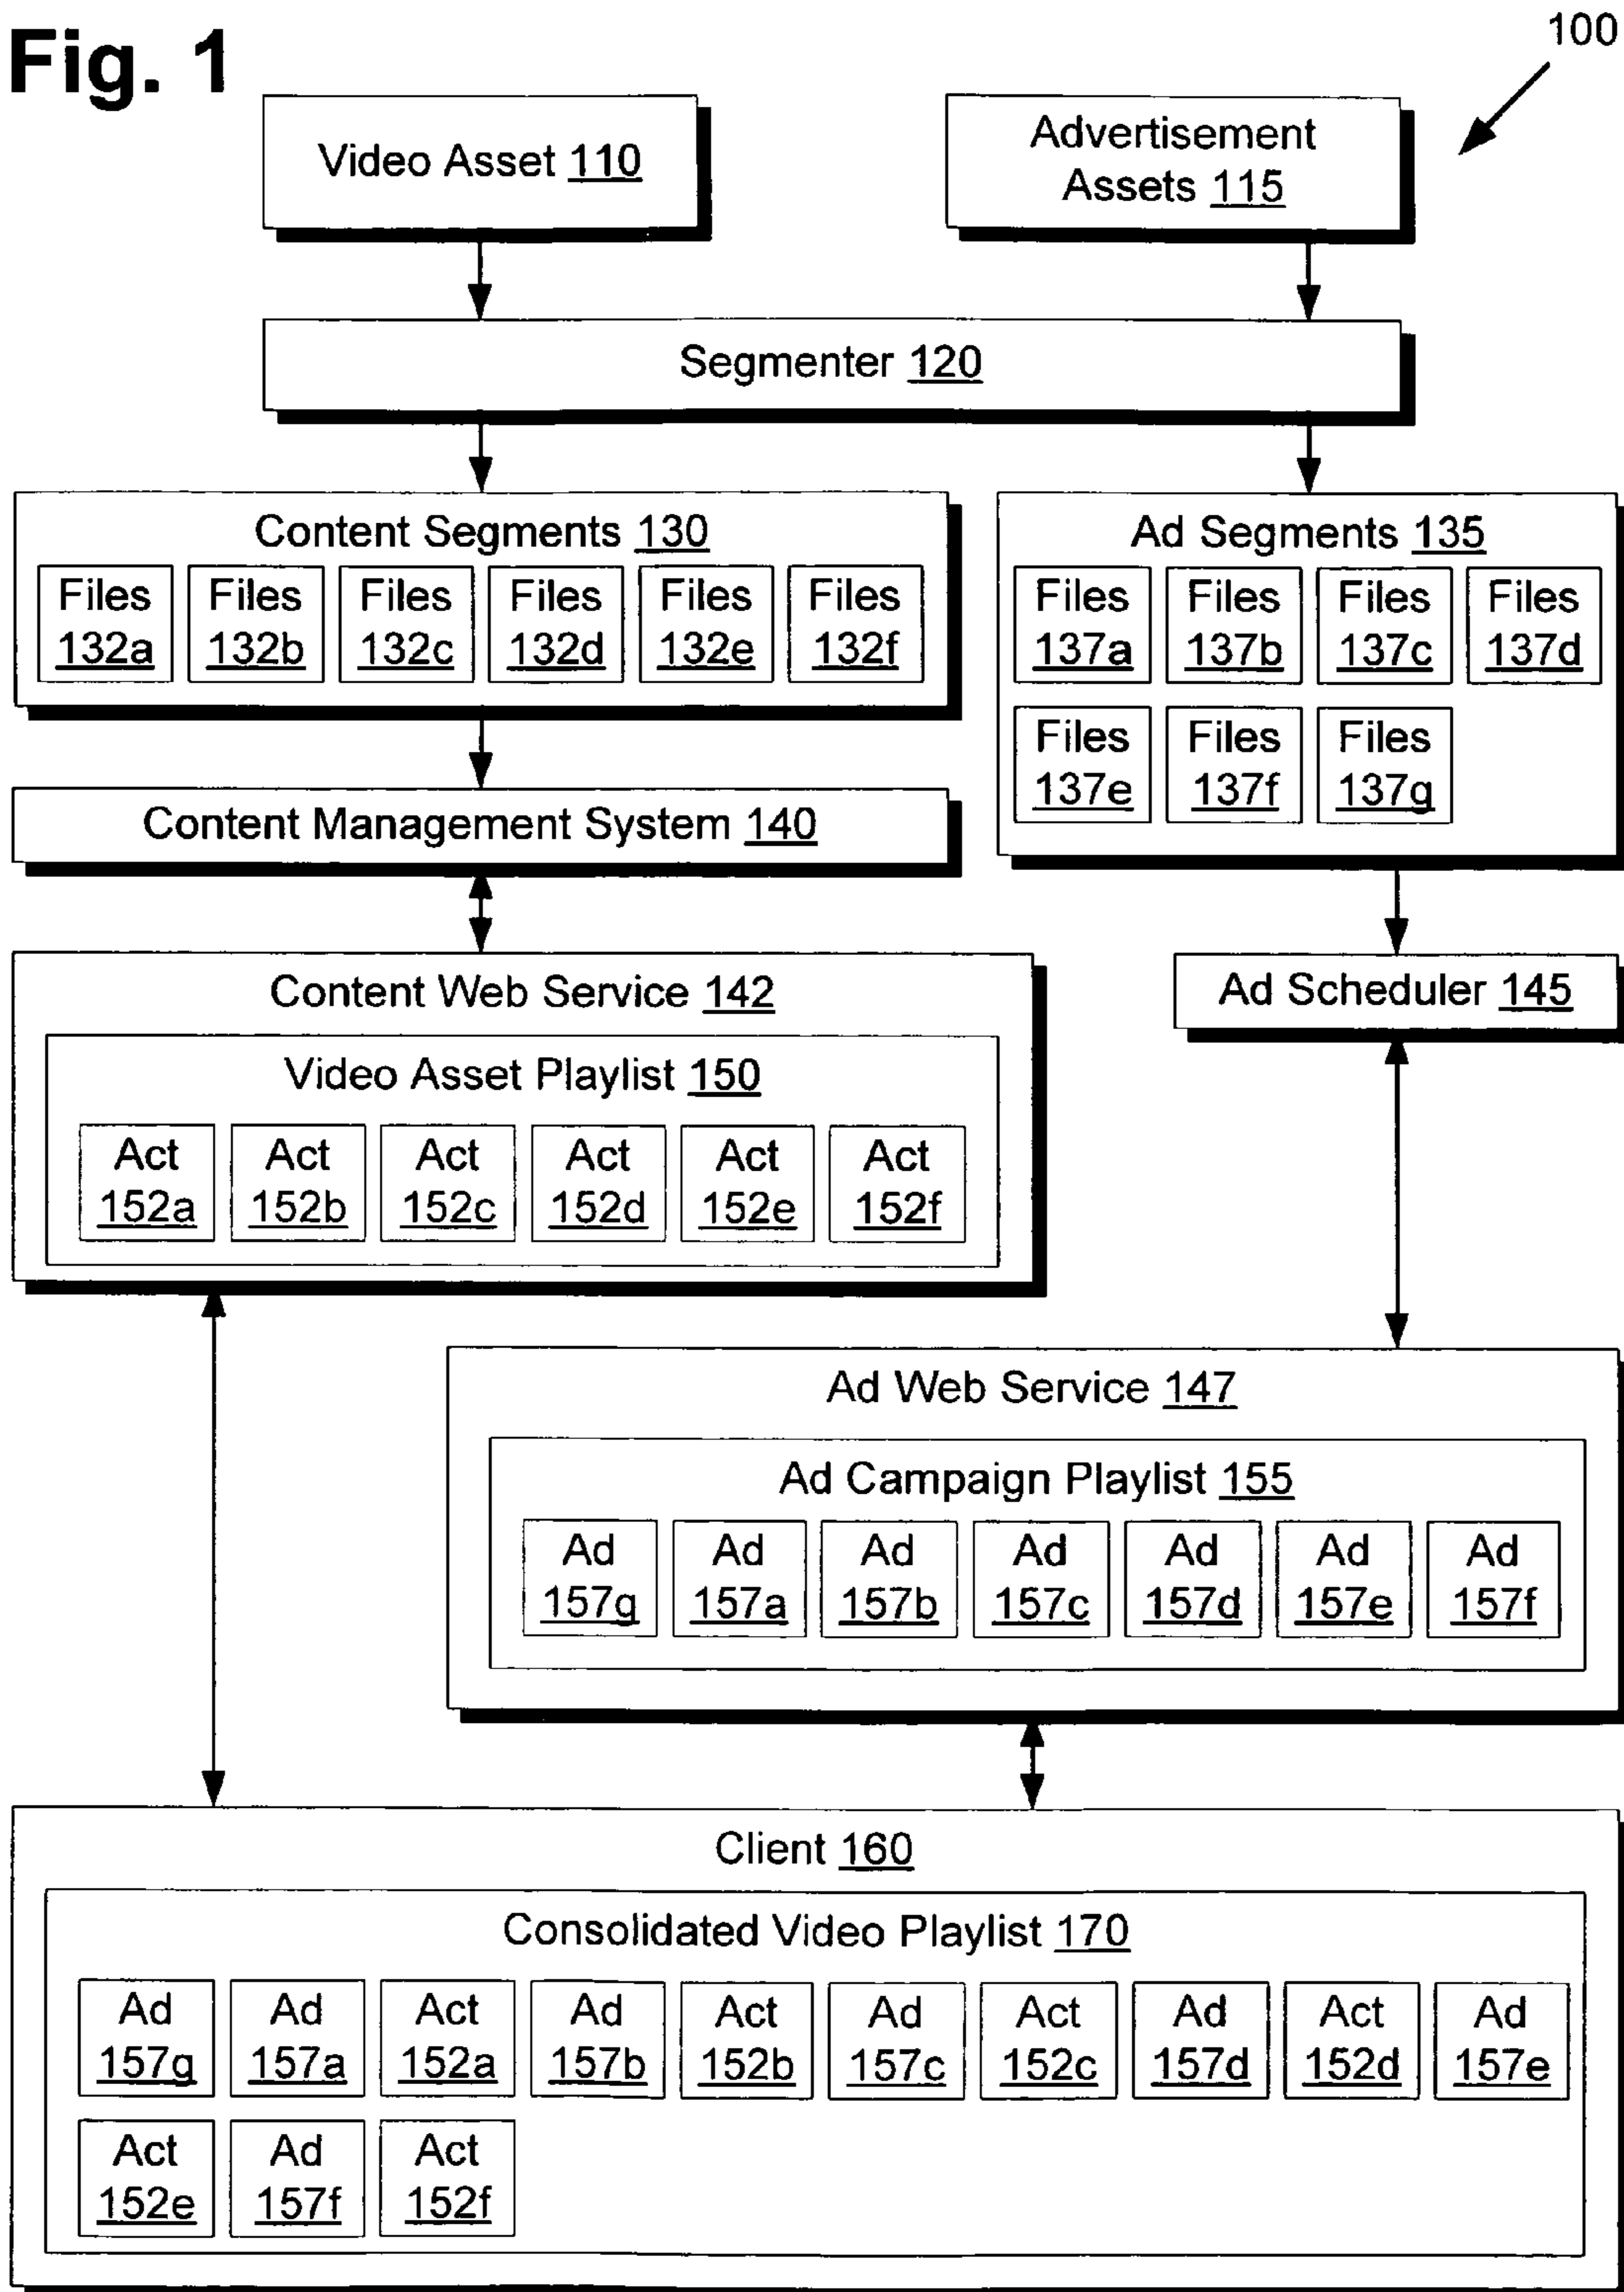 Fig. 1
100
Video Asset 110
Advertisement
Assets 115
Segmenter 120
Content Segments 130
Files
132a
Files
132b
Files
132c
Files
132d
Files
132e
Files
132f
Ad Segments 135
Files
137a
Files
137b
Files
137c
Files
137d
Files
137e
Files
137f
Files
137g
Content Management System 140
Content Web Service 142
Video Asset Playlist 150
Act
152a
Act
152b
Act
152c
Act
152d
Act
152e
Act
152f
Ad Scheduler 145
Ad Web Service 147
Ad Campaign Playlist 155
Ad
157g
Ad
157a
Ad
157b
Ad
157c
Ad
157d
Ad
157e
Ad
157f
Client 160
Consolidated Video Playlist 170
Ad
157g
Ad
157a
Act
152a
Ad
157b
Act
152b
Ad
157c
Act
152c
Ad
157d
Act
152d
Ad
157e
Act
152e
Ad
157f
Act
152f